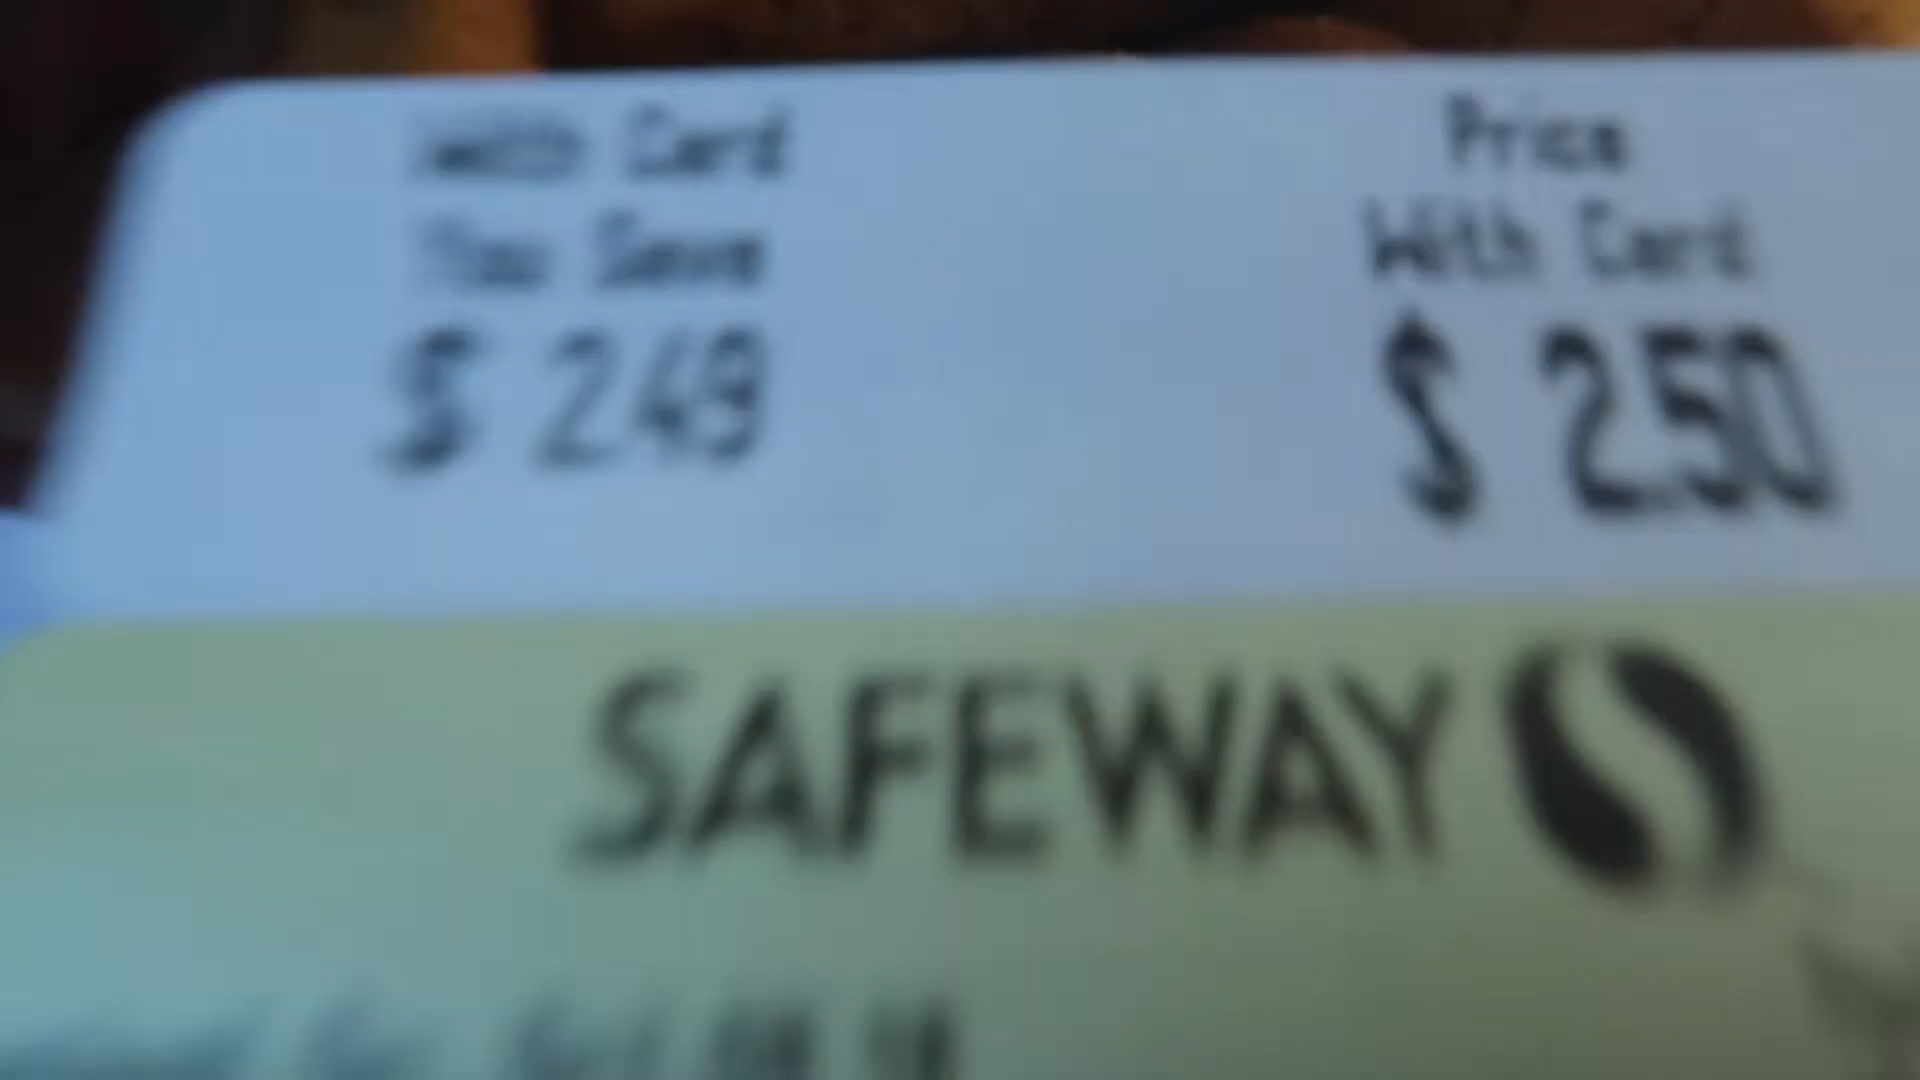 With Card
You Save
$ 2.49
Price
With Card
$ 2.50
SAFEWAY